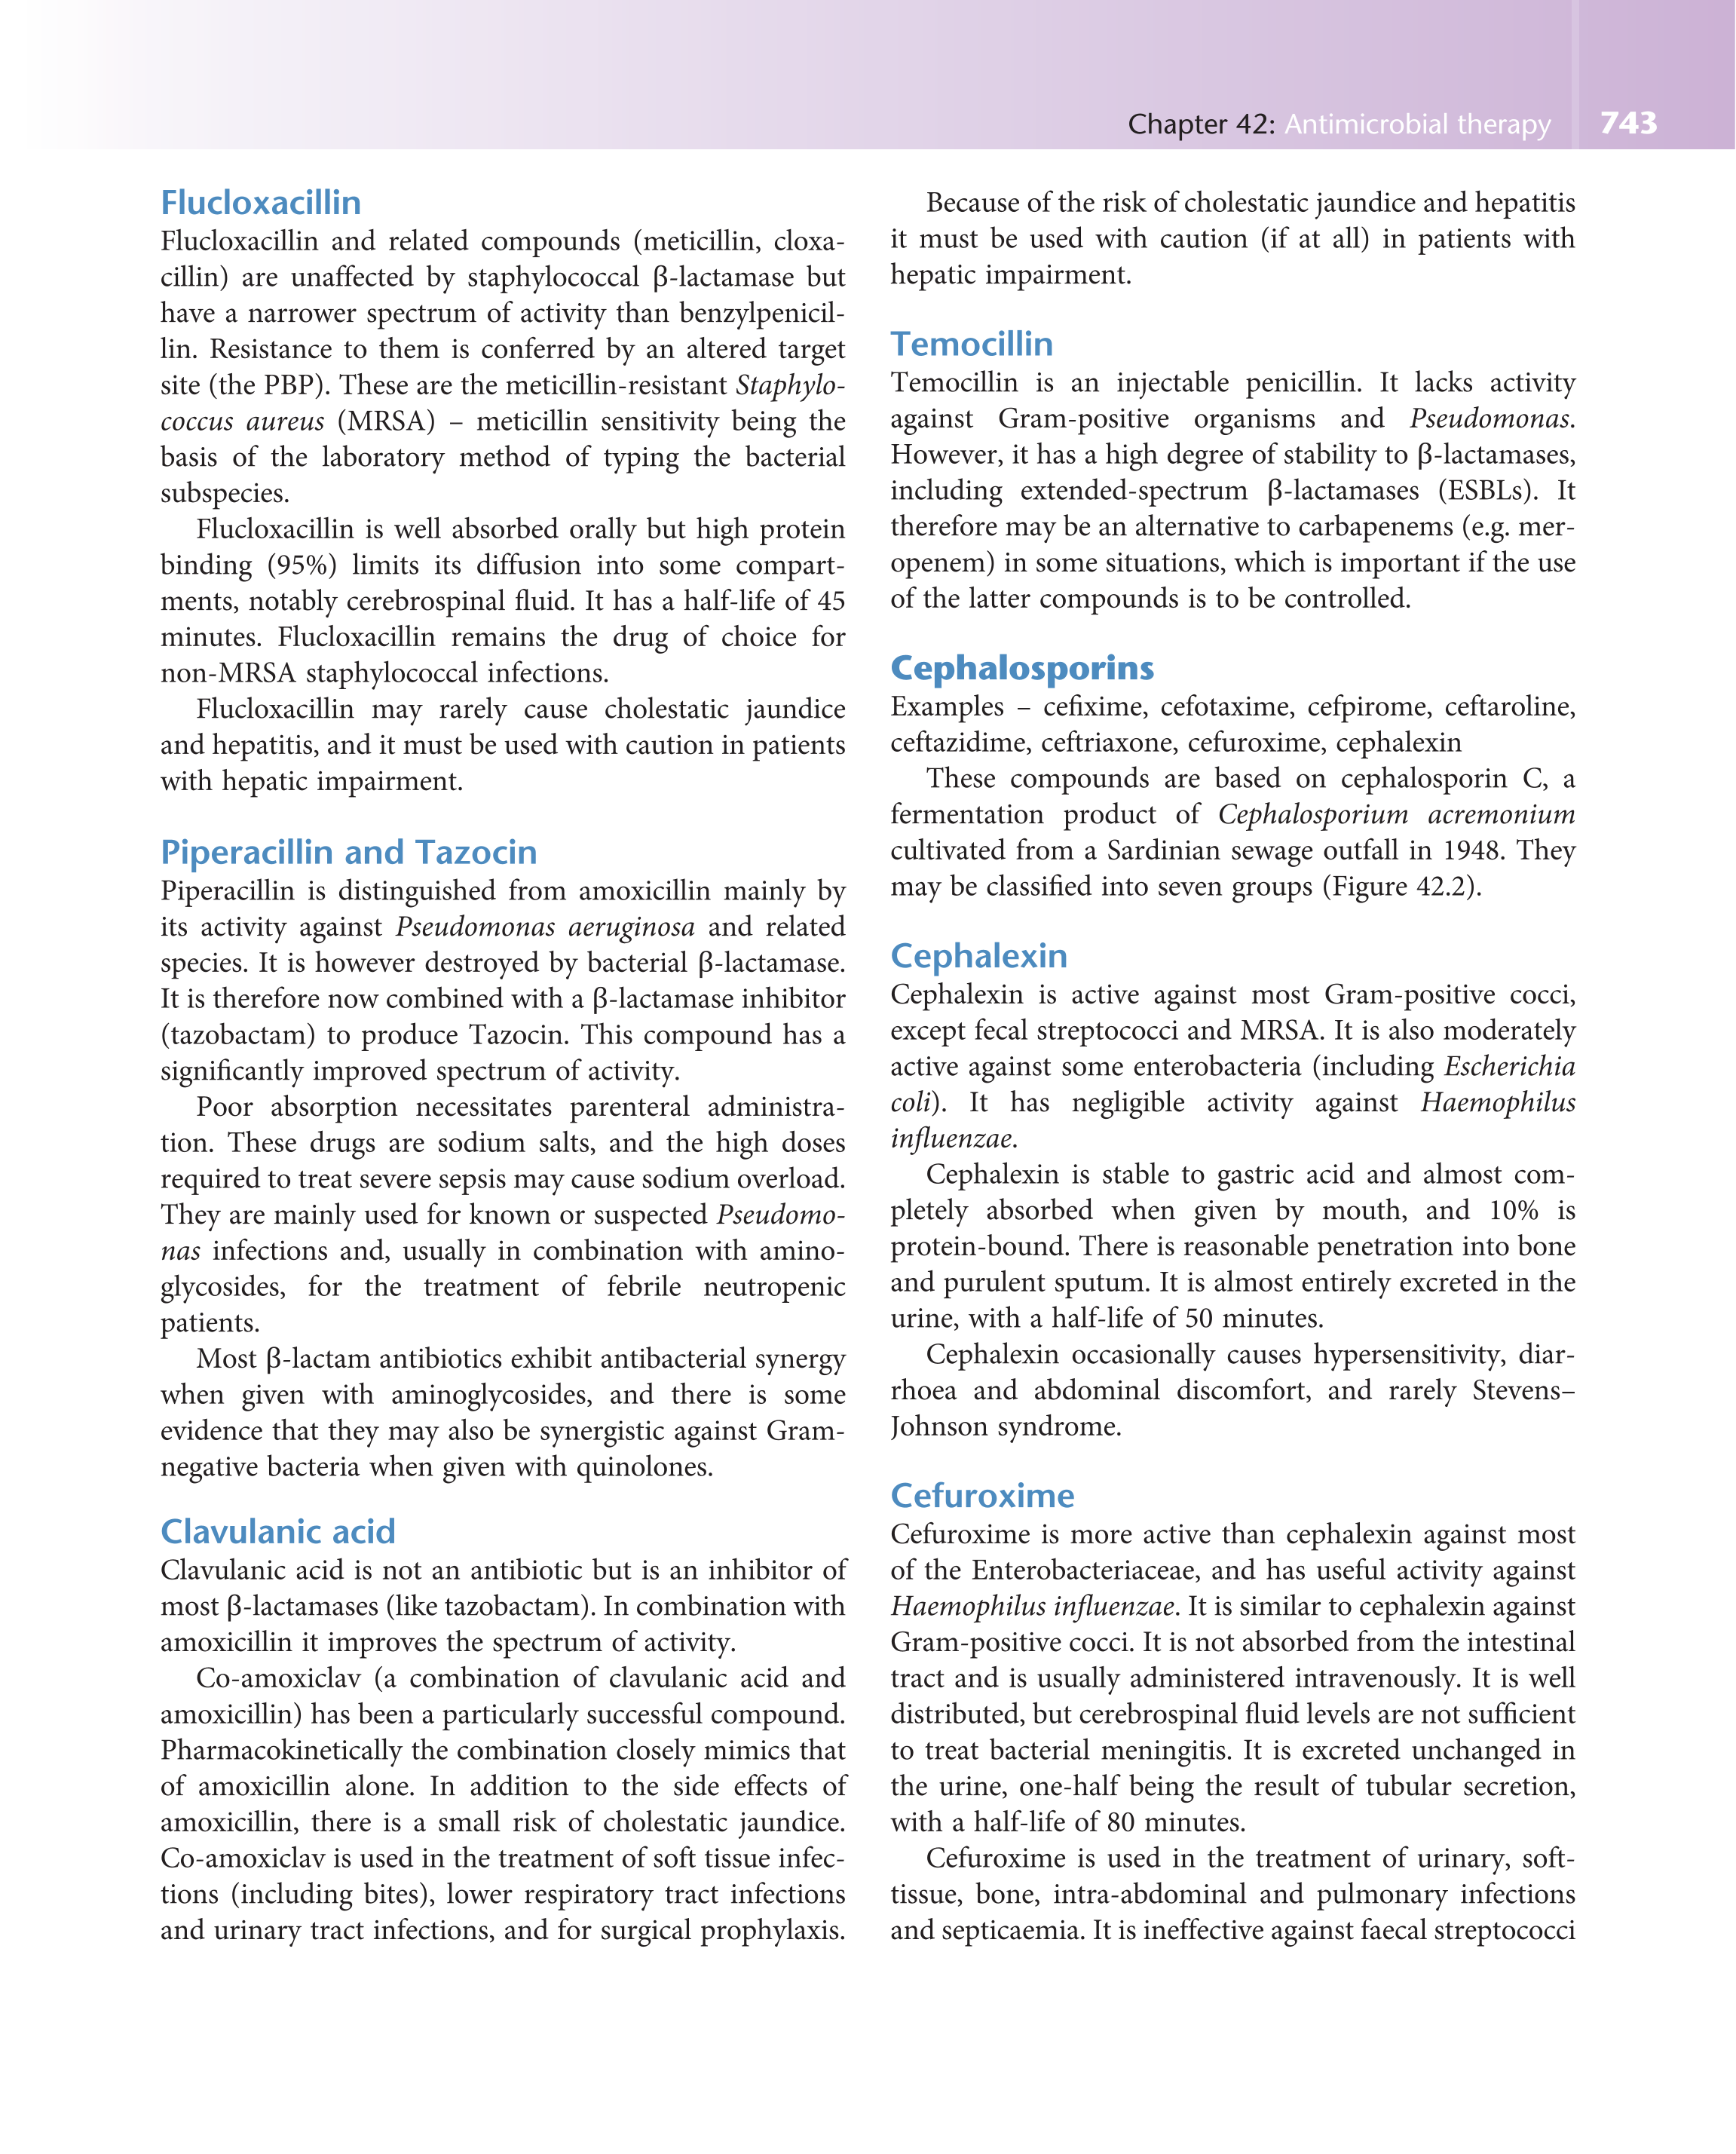 Chapter 42: Antimicrobial therapy 743
Flucloxacillin
Flucloxacillin and related compounds (meticillin, cloxa-
cillin) are unaffected by staphylococcal β-lactamase but
have a narrower spectrum of activity than benzylpenicil-
lin. Resistance to them is conferred by an altered target
site (the PBP). These are the meticillin-resistant Staphylo-
coccus aureus (MRSA) – meticillin sensitivity being the
basis of the laboratory method of typing the bacterial
subspecies.
Flucloxacillin is well absorbed orally but high protein
binding (95%) limits its diffusion into some compart-
ments, notably cerebrospinal fluid. It has a half-life of 45
minutes. Flucloxacillin remains the drug of choice for
non-MRSA staphylococcal infections.
Flucloxacillin may rarely cause cholestatic jaundice
and hepatitis, and it must be used with caution in patients
with hepatic impairment.
Piperacillin and Tazocin
Piperacillin is distinguished from amoxicillin mainly by
its activity against Pseudomonas aeruginosa and related
species. It is however destroyed by bacterial β-lactamase.
It is therefore now combined with a β-lactamase inhibitor
(tazobactam) to produce Tazocin. This compound has a
significantly improved spectrum of activity.
Poor absorption necessitates parenteral administra-
tion. These drugs are sodium salts, and the high doses
required to treat severe sepsis may cause sodium overload.
They are mainly used for known or suspected Pseudomo-
nas infections and, usually in combination with amino-
glycosides, for the treatment of febrile neutropenic
patients.
Most β-lactam antibiotics exhibit antibacterial synergy
when given with aminoglycosides, and there is some
evidence that they may also be synergistic against Gram-
negative bacteria when given with quinolones.
Clavulanic acid
Clavulanic acid is not an antibiotic but is an inhibitor of
most β-lactamases (like tazobactam). In combination with
amoxicillin it improves the spectrum of activity.
Co-amoxiclav (a combination of clavulanic acid and
amoxicillin) has been a particularly successful compound.
Pharmacokinetically the combination closely mimics that
of amoxicillin alone. In addition to the side effects of
amoxicillin, there is a small risk of cholestatic jaundice.
Co-amoxiclav is used in the treatment of soft tissue infec-
tions (including bites), lower respiratory tract infections
and urinary tract infections, and for surgical prophylaxis.
Because of the risk of cholestatic jaundice and hepatitis
it must be used with caution (if at all) in patients with
hepatic impairment.
Temocillin
Temocillin is an injectable penicillin. It lacks activity
against Gram-positive organisms and Pseudomonas.
However, it has a high degree of stability to β-lactamases,
including extended-spectrum β-lactamases (ESBLs). It
therefore may be an alternative to carbapenems (e.g. mer-
openem) in some situations, which is important if the use
of the latter compounds is to be controlled.
Cephalosporins
Examples – cefixime, cefotaxime, cefpirome, ceftaroline,
ceftazidime, ceftriaxone, cefuroxime, cephalexin
These compounds are based on cephalosporin C, a
fermentation product of Cephalosporium acremonium
cultivated from a Sardinian sewage outfall in 1948. They
may be classified into seven groups (Figure 42.2).
Cephalexin
Cephalexin is active against most Gram-positive cocci,
except fecal streptococci and MRSA. It is also moderately
active against some enterobacteria (including Escherichia
coli). It has negligible activity against Haemophilus
influenzae.
Cephalexin is stable to gastric acid and almost com-
pletely absorbed when given by mouth, and 10% is
protein-bound. There is reasonable penetration into bone
and purulent sputum. It is almost entirely excreted in the
urine, with a half-life of 50 minutes.
Cephalexin occasionally causes hypersensitivity, diar-
rhoea and abdominal discomfort, and rarely Stevens–
Johnson syndrome.
Cefuroxime
Cefuroxime is more active than cephalexin against most
of the Enterobacteriaceae, and has useful activity against
Haemophilus influenzae. It is similar to cephalexin against
Gram-positive cocci. It is not absorbed from the intestinal
tract and is usually administered intravenously. It is well
distributed, but cerebrospinal fluid levels are not sufficient
to treat bacterial meningitis. It is excreted unchanged in
the urine, one-half being the result of tubular secretion,
with a half-life of 80 minutes.
Cefuroxime is used in the treatment of urinary, soft-
tissue, bone, intra-abdominal and pulmonary infections
and septicaemia. It is ineffective against faecal streptococci